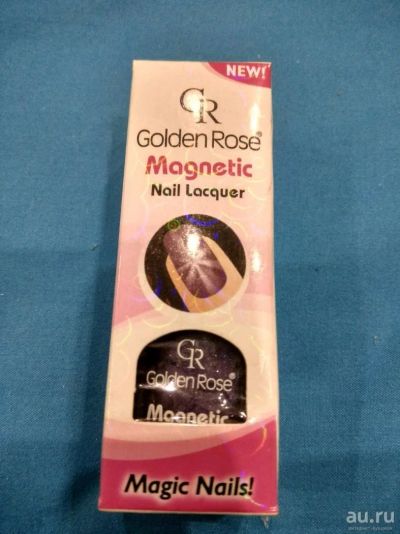 NEW!
GR
Golden Rose®
Magnetic
Nail Lacquer
GR
Golden Rose®
Magnetic
Magic Nails!
au.ru